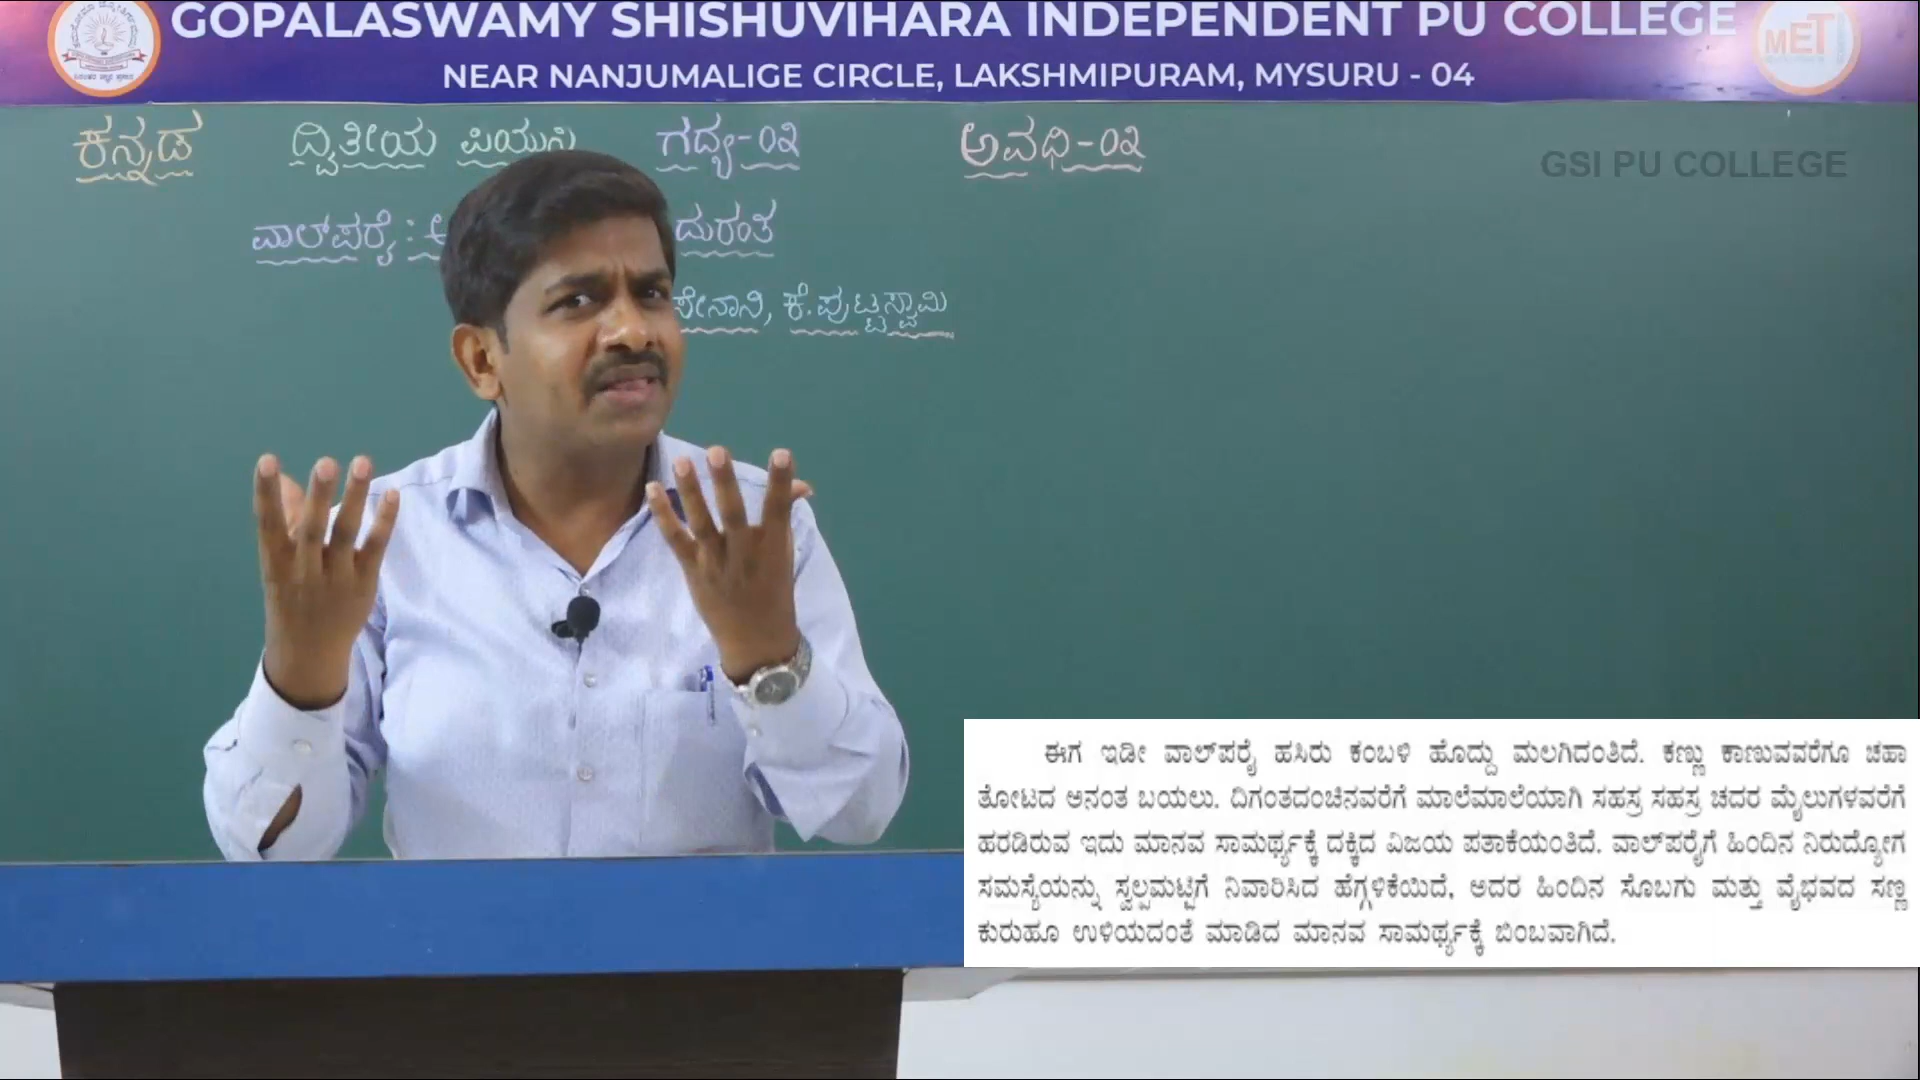 GOPALASWAMY SHISHUVIHARA INDEPENDENT PU COLLEGE
MET
NEAR NANJUMALIGE CIRCLE, LAKSHMIPURAM, MYSURU - 04
ಕನ್ನಡ ದ್ವಿತೀಯ ಪಿಯುಸಿ ಗದ್ಯ-೦೩ ಅವಧಿ-೦೩
GSI PU COLLEGE
ವಾಲ್‌ಪರೈ : ಅ ದುರಂತ
ಸೇನಾನಿ, ಕೆ.ಪುಟ್ಟಸ್ವಾಮಿ
ಈಗ ಇಡೀ ವಾಲ್‌ಪರೈ ಹಸಿರು ಕಂಬಳಿ ಹೊದ್ದು ಮಲಗಿದಂತಿದೆ. ಕಣ್ಣು ಕಾಣುವವರೆಗೂ ಚಹಾ
ತೋಟದ ಅನಂತ ಬಯಲು. ದಿಗಂತದಂಚಿನವರೆಗೆ ಮಾಲೆಮಾಲೆಯಾಗಿ ಸಹಸ್ರ ಸಹಸ್ರ ಚದರ ಮೈಲುಗಳವರೆಗೆ
ಹರಡಿರುವ ಇದು ಮಾನವ ಸಾಮರ್ಥ್ಯಕ್ಕೆ ದಕ್ಕಿದ ವಿಜಯ ಪತಾಕೆಯಂತಿದೆ. ವಾಲ್‌ಪರೈಗೆ ಹಿಂದಿನ ನಿರುದ್ಯೋಗ
ಸಮಸ್ಯೆಯನ್ನು ಸ್ವಲ್ಪಮಟ್ಟಿಗೆ ನಿವಾರಿಸಿದ ಹೆಗ್ಗಳಿಕೆಯಿದೆ, ಅದರ ಹಿಂದಿನ ಸೊಬಗು ಮತ್ತು ವೈಭವದ ಸಣ್ಣ
ಕುರುಹೂ ಉಳಿಯದಂತೆ ಮಾಡಿದ ಮಾನವ ಸಾಮರ್ಥ್ಯಕ್ಕೆ ಬಿಂಬವಾಗಿದೆ.